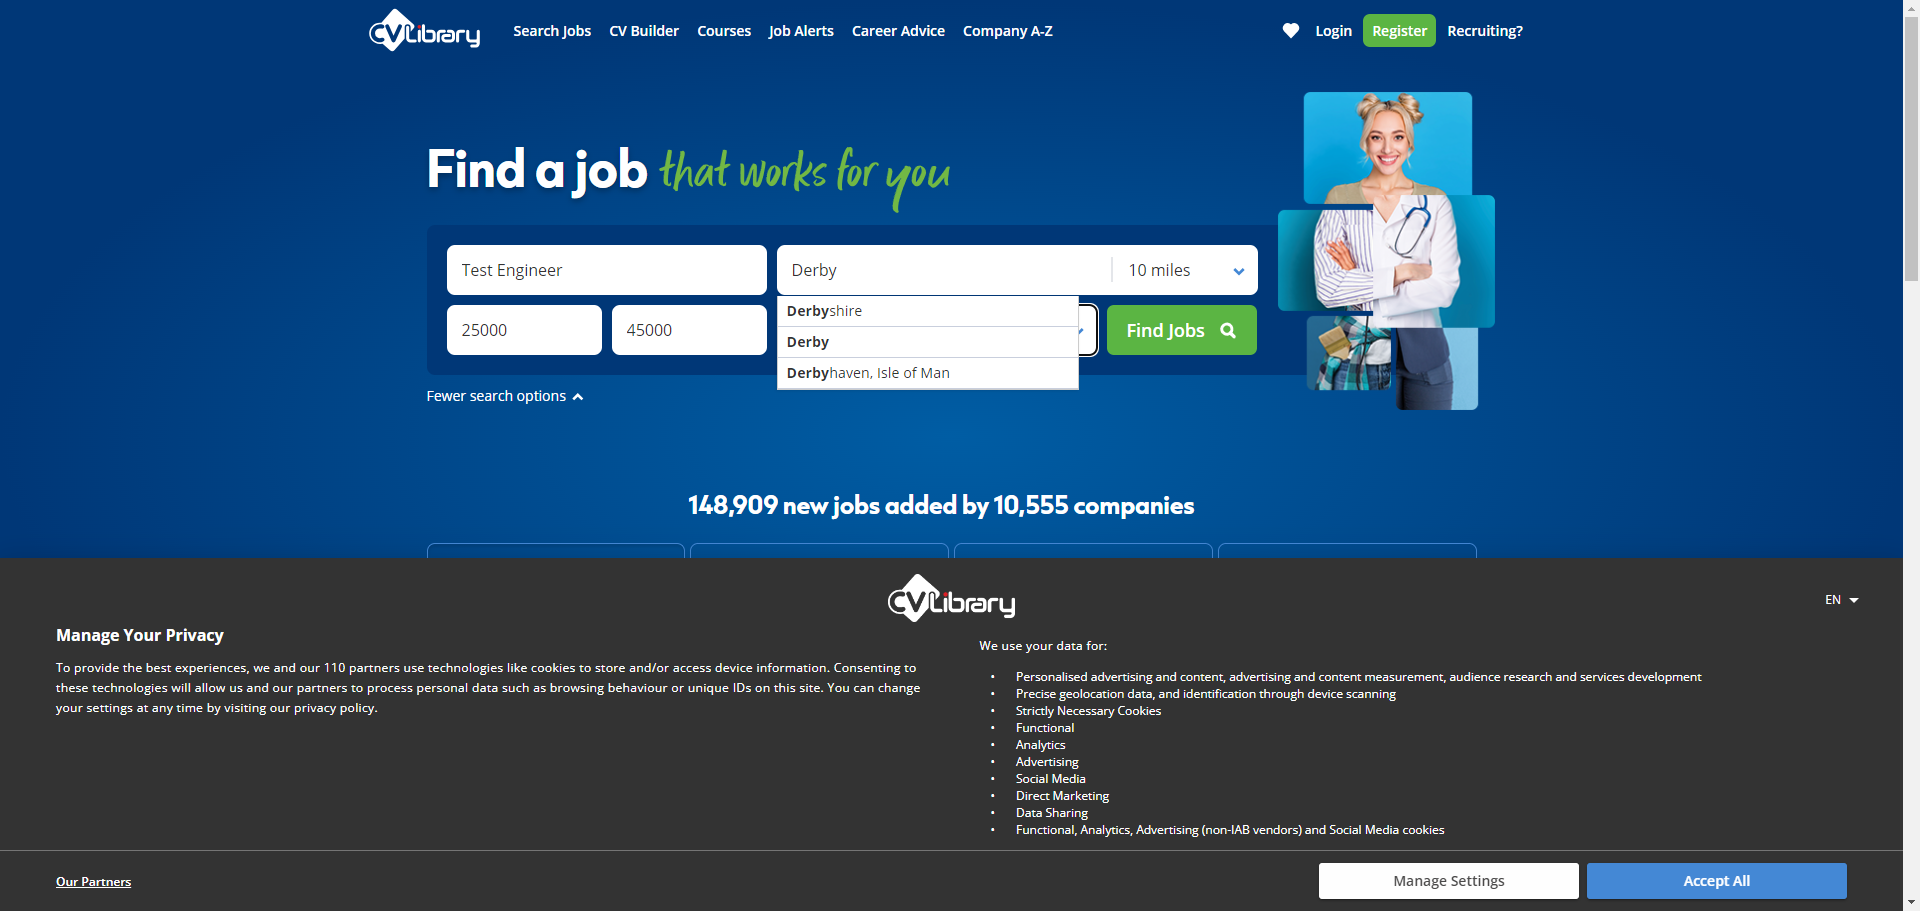 CVLibrary
Search Jobs
CV Builder
Courses
Job Alerts
Career Advice
Company A-Z
Login
Register
Recruiting?
Find a job that works for you
Test Engineer
Derby
10 miles
Derbyshire
Derby
Derbyhaven, Isle of Man
25000
45000
Find Jobs
Fewer search options
148,909 new jobs added by 10,555 companies
CVLibrary
EN
Manage Your Privacy
To provide the best experiences, we and our 110 partners use technologies like cookies to store and/or access device information. Consenting to
these technologies will allow us and our partners to process personal data such as browsing behaviour or unique IDs on this site. You can change
your settings at any time by visiting our privacy policy.
We use your data for:
• Personalised advertising and content, advertising and content measurement, audience research and services development
• Precise geolocation data, and identification through device scanning
• Strictly Necessary Cookies
• Functional
• Analytics
• Advertising
• Social Media
• Direct Marketing
• Data Sharing
• Functional, Analytics, Advertising (non-IAB vendors) and Social Media cookies
Our Partners
Manage Settings
Accept All